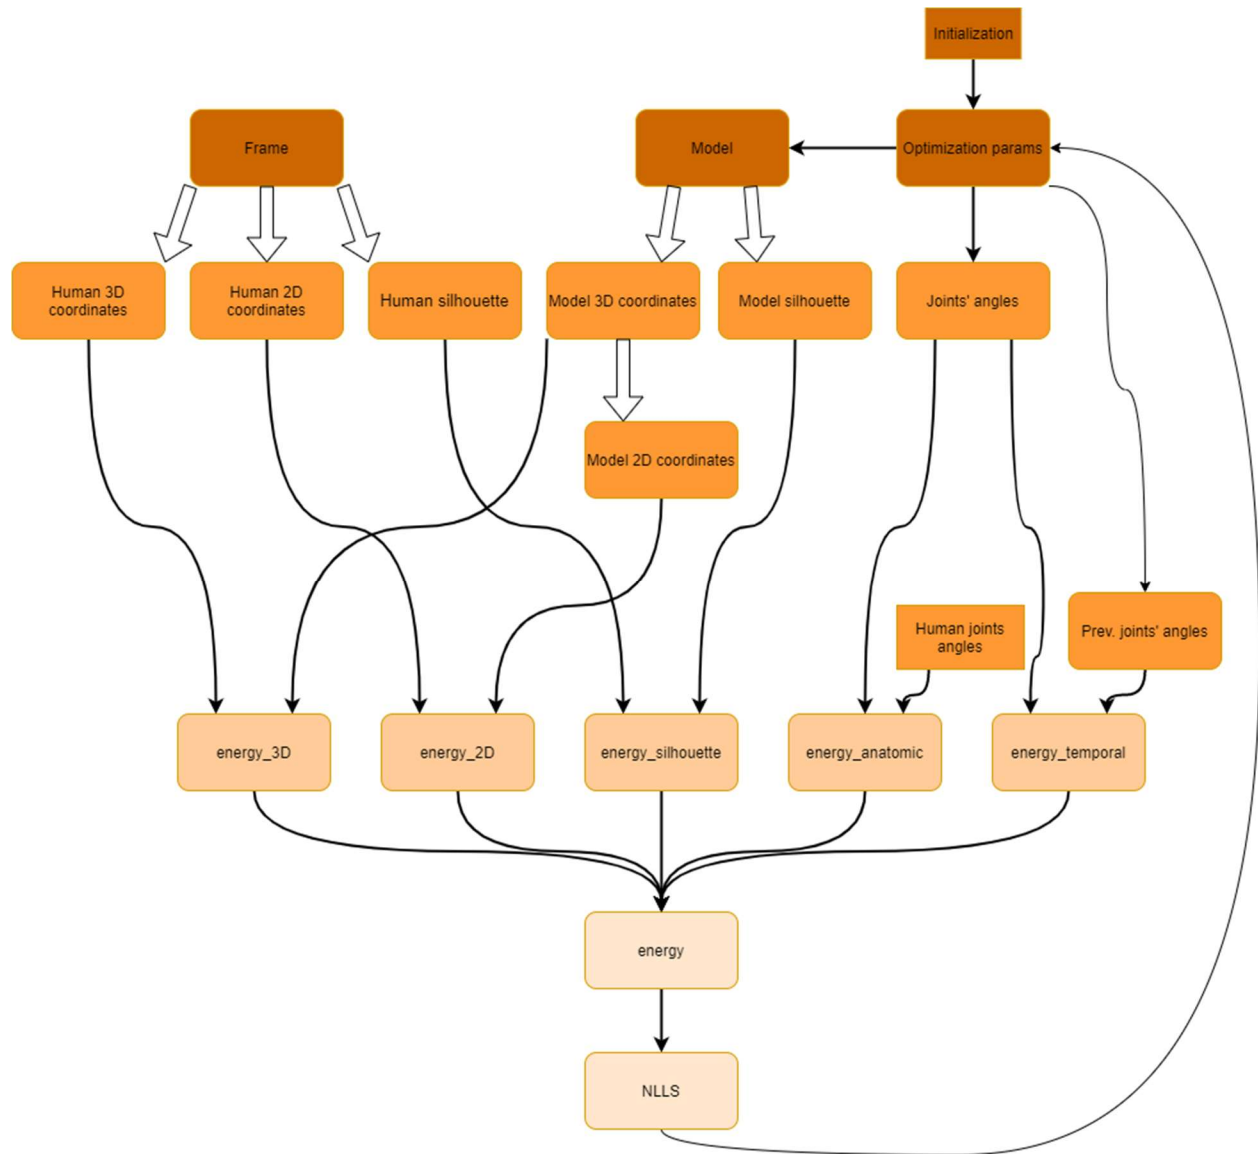 Initialization
Frame
Model
Optimization params
Human 3D
coordinates
Human 2D
coordinates
Human silhouette
Model 3D coordinates
Model silhouette
Joints' angles
Model 2D coordinates
Human joints
angles
Prev. joints' angles
energy_3D
energy_2D
energy_silhouette
energy_anatomic
energy_temporal
energy
NLLS